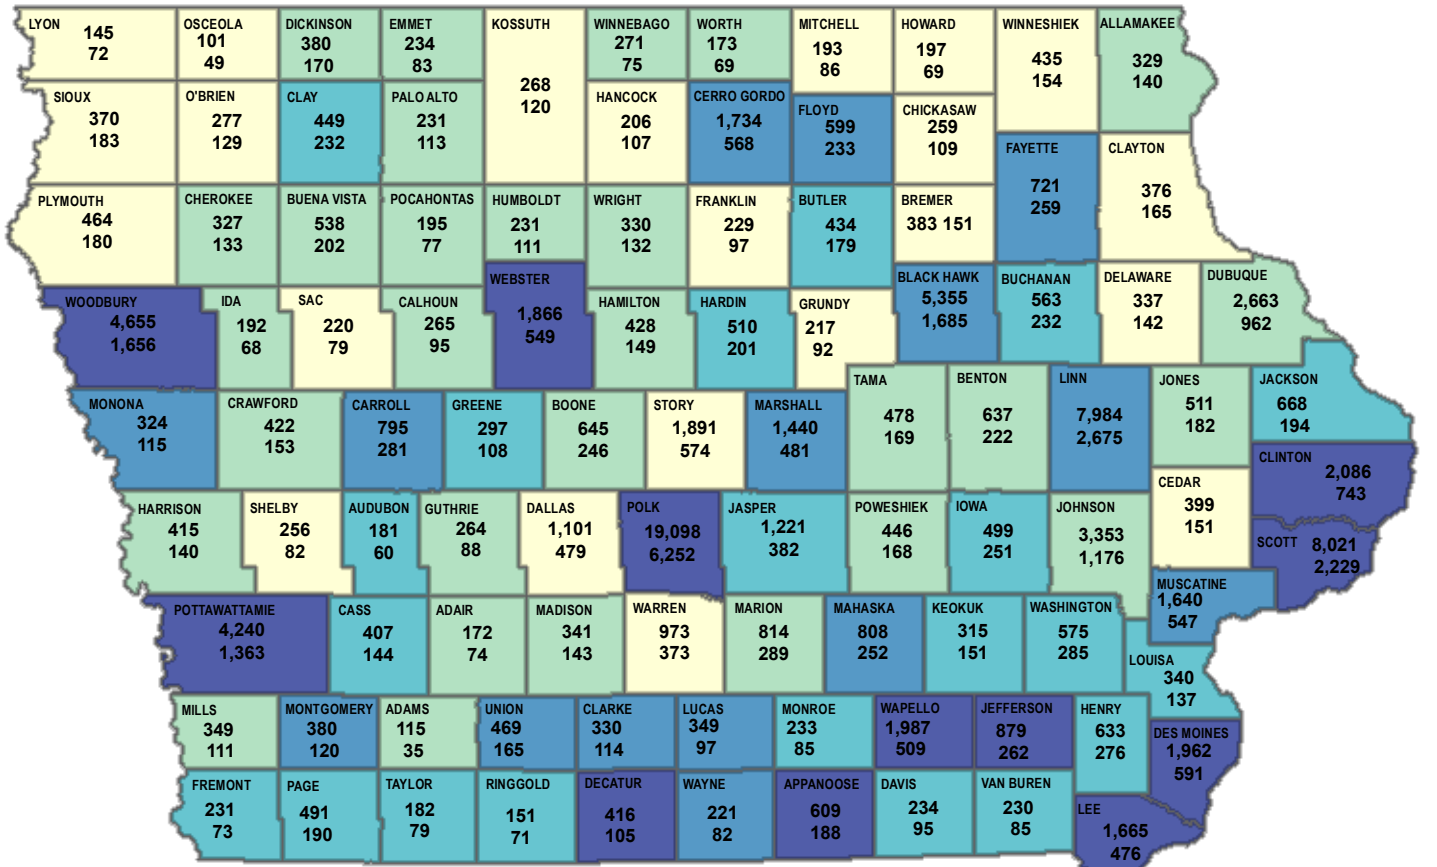 LYON
145
72
OSCEOLA
101
49
DICKINSON
380
170
EMMET
234
83
KOSSUTH
268
120
WINNEBAGO
271
75
WORTH
173
69
MITCHELL
193
86
HOWARD
197
69
WINNESHIEK
435
154
ALLAMAKEE
329
140
SIOUX
370
183
O'BRIEN
277
129
CLAY
449
232
PALO ALTO
231
113
HANCOCK
206
107
CERRO GORDO
1,734
568
FLOYD
599
233
CHICKASAW
259
109
FAYETTE
721
259
CLAYTON
376
165
PLYMOUTH
464
180
CHEROKEE
327
133
BUENA VISTA
538
202
POCAHONTAS
195
77
HUMBOLDT
231
111
WRIGHT
330
132
FRANKLIN
229
97
BUTLER
434
179
BREMER
383 151
WOODBURY
4,655
1,656
IDA
192
68
SAC
220
79
CALHOUN
265
95
WEBSTER
1,866
549
HAMILTON
428
149
HARDIN
510
201
GRUNDY
217
92
BLACK HAWK
5,355
1,685
BUCHANAN
563
232
DELAWARE
337
142
DUBUQUE
2,663
962
MONONA
324
115
CRAWFORD
422
153
CARROLL
795
281
GREENE
297
108
BOONE
645
246
STORY
1,891
574
MARSHALL
1,440
481
TAMA
478
169
BENTON
637
222
LINN
7,984
2,675
JONES
511
182
JACKSON
668
194
CLINTON
2,086
743
HARRISON
415
140
SHELBY
256
82
AUDUBON
181
60
GUTHRIE
264
88
DALLAS
1,101
479
POLK
19,098
6,252
JASPER
1,221
382
POWESHIEK
446
168
IOWA
499
251
JOHNSON
3,353
1,176
CEDAR
399
151
SCOTT
8,021
2,229
MUSCATINE
1,640
547
POTTAWATTAMIE
4,240
1,363
CASS
407
144
ADAIR
172
74
MADISON
341
143
WARREN
973
373
MARION
814
289
MAHASKA
808
252
KEOKUK
315
151
WASHINGTON
575
285
LOUISA
340
137
MILLS
349
111
MONTGOMERY
380
120
ADAMS
115
35
UNION
469
165
CLARKE
330
114
LUCAS
349
97
MONROE
233
85
WAPELLO
1,987
509
JEFFERSON
879
262
HENRY
633
276
DES MOINES
1,962
591
FREMONT
231
73
PAGE
491
190
TAYLOR
182
79
RINGGOLD
151
71
DECATUR
416
105
WAYNE
221
82
APPANOOSE
609
188
DAVIS
234
95
VAN BUREN
230
85
LEE
1,665
476